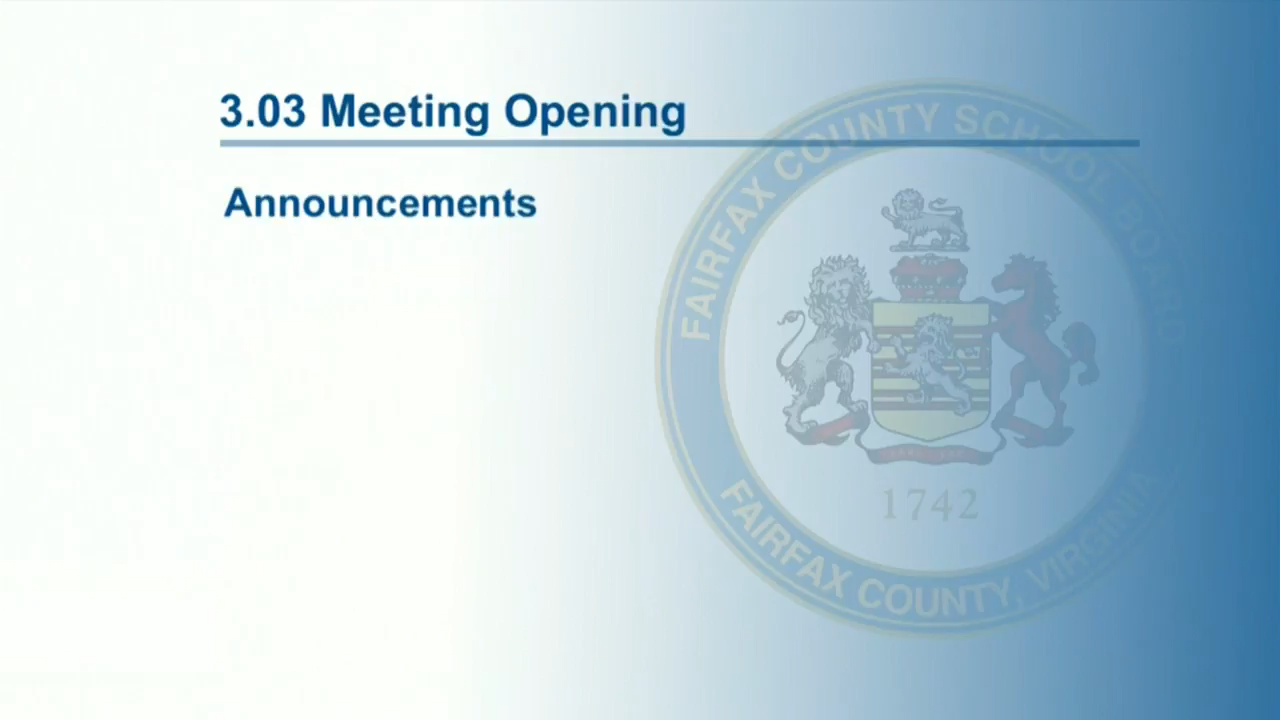 3.03 Meeting Opening
Announcements
FAIRFAX COUNTY SCHOOL BOARD
1742
FAIRFAX COUNTY, VIRGINIA